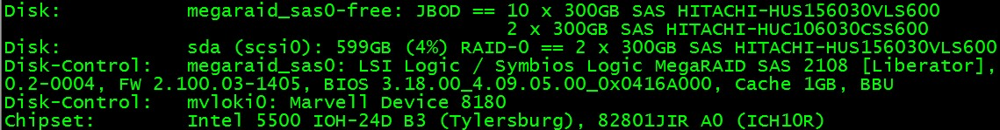 Disk: megaraid_sas0-free: JBOD == 10 x 300GB SAS HITACHI-HUS156030VLS600
2 x 300GB SAS HITACHI-HUC106030CSS600
Disk: sda (scsi0): 599GB (4%) RAID-0 == 2 x 300GB SAS HITACHI-HUS156030VLS600
Disk-Control: megaraid_sas0: LSI Logic / Symbios Logic MegaRAID SAS 2108 [Liberator],
0.2-0004, FW 2.100.03-1405, BIOS 3.18.00_4.09.05.00_0x0416A000, Cache 1GB, BBU
Disk-Control: mvloki0: Marvell Device 8180
Chipset: Intel 5500 IOH-24D B3 (Tylersburg), 82801JIR A0 (ICH10R)